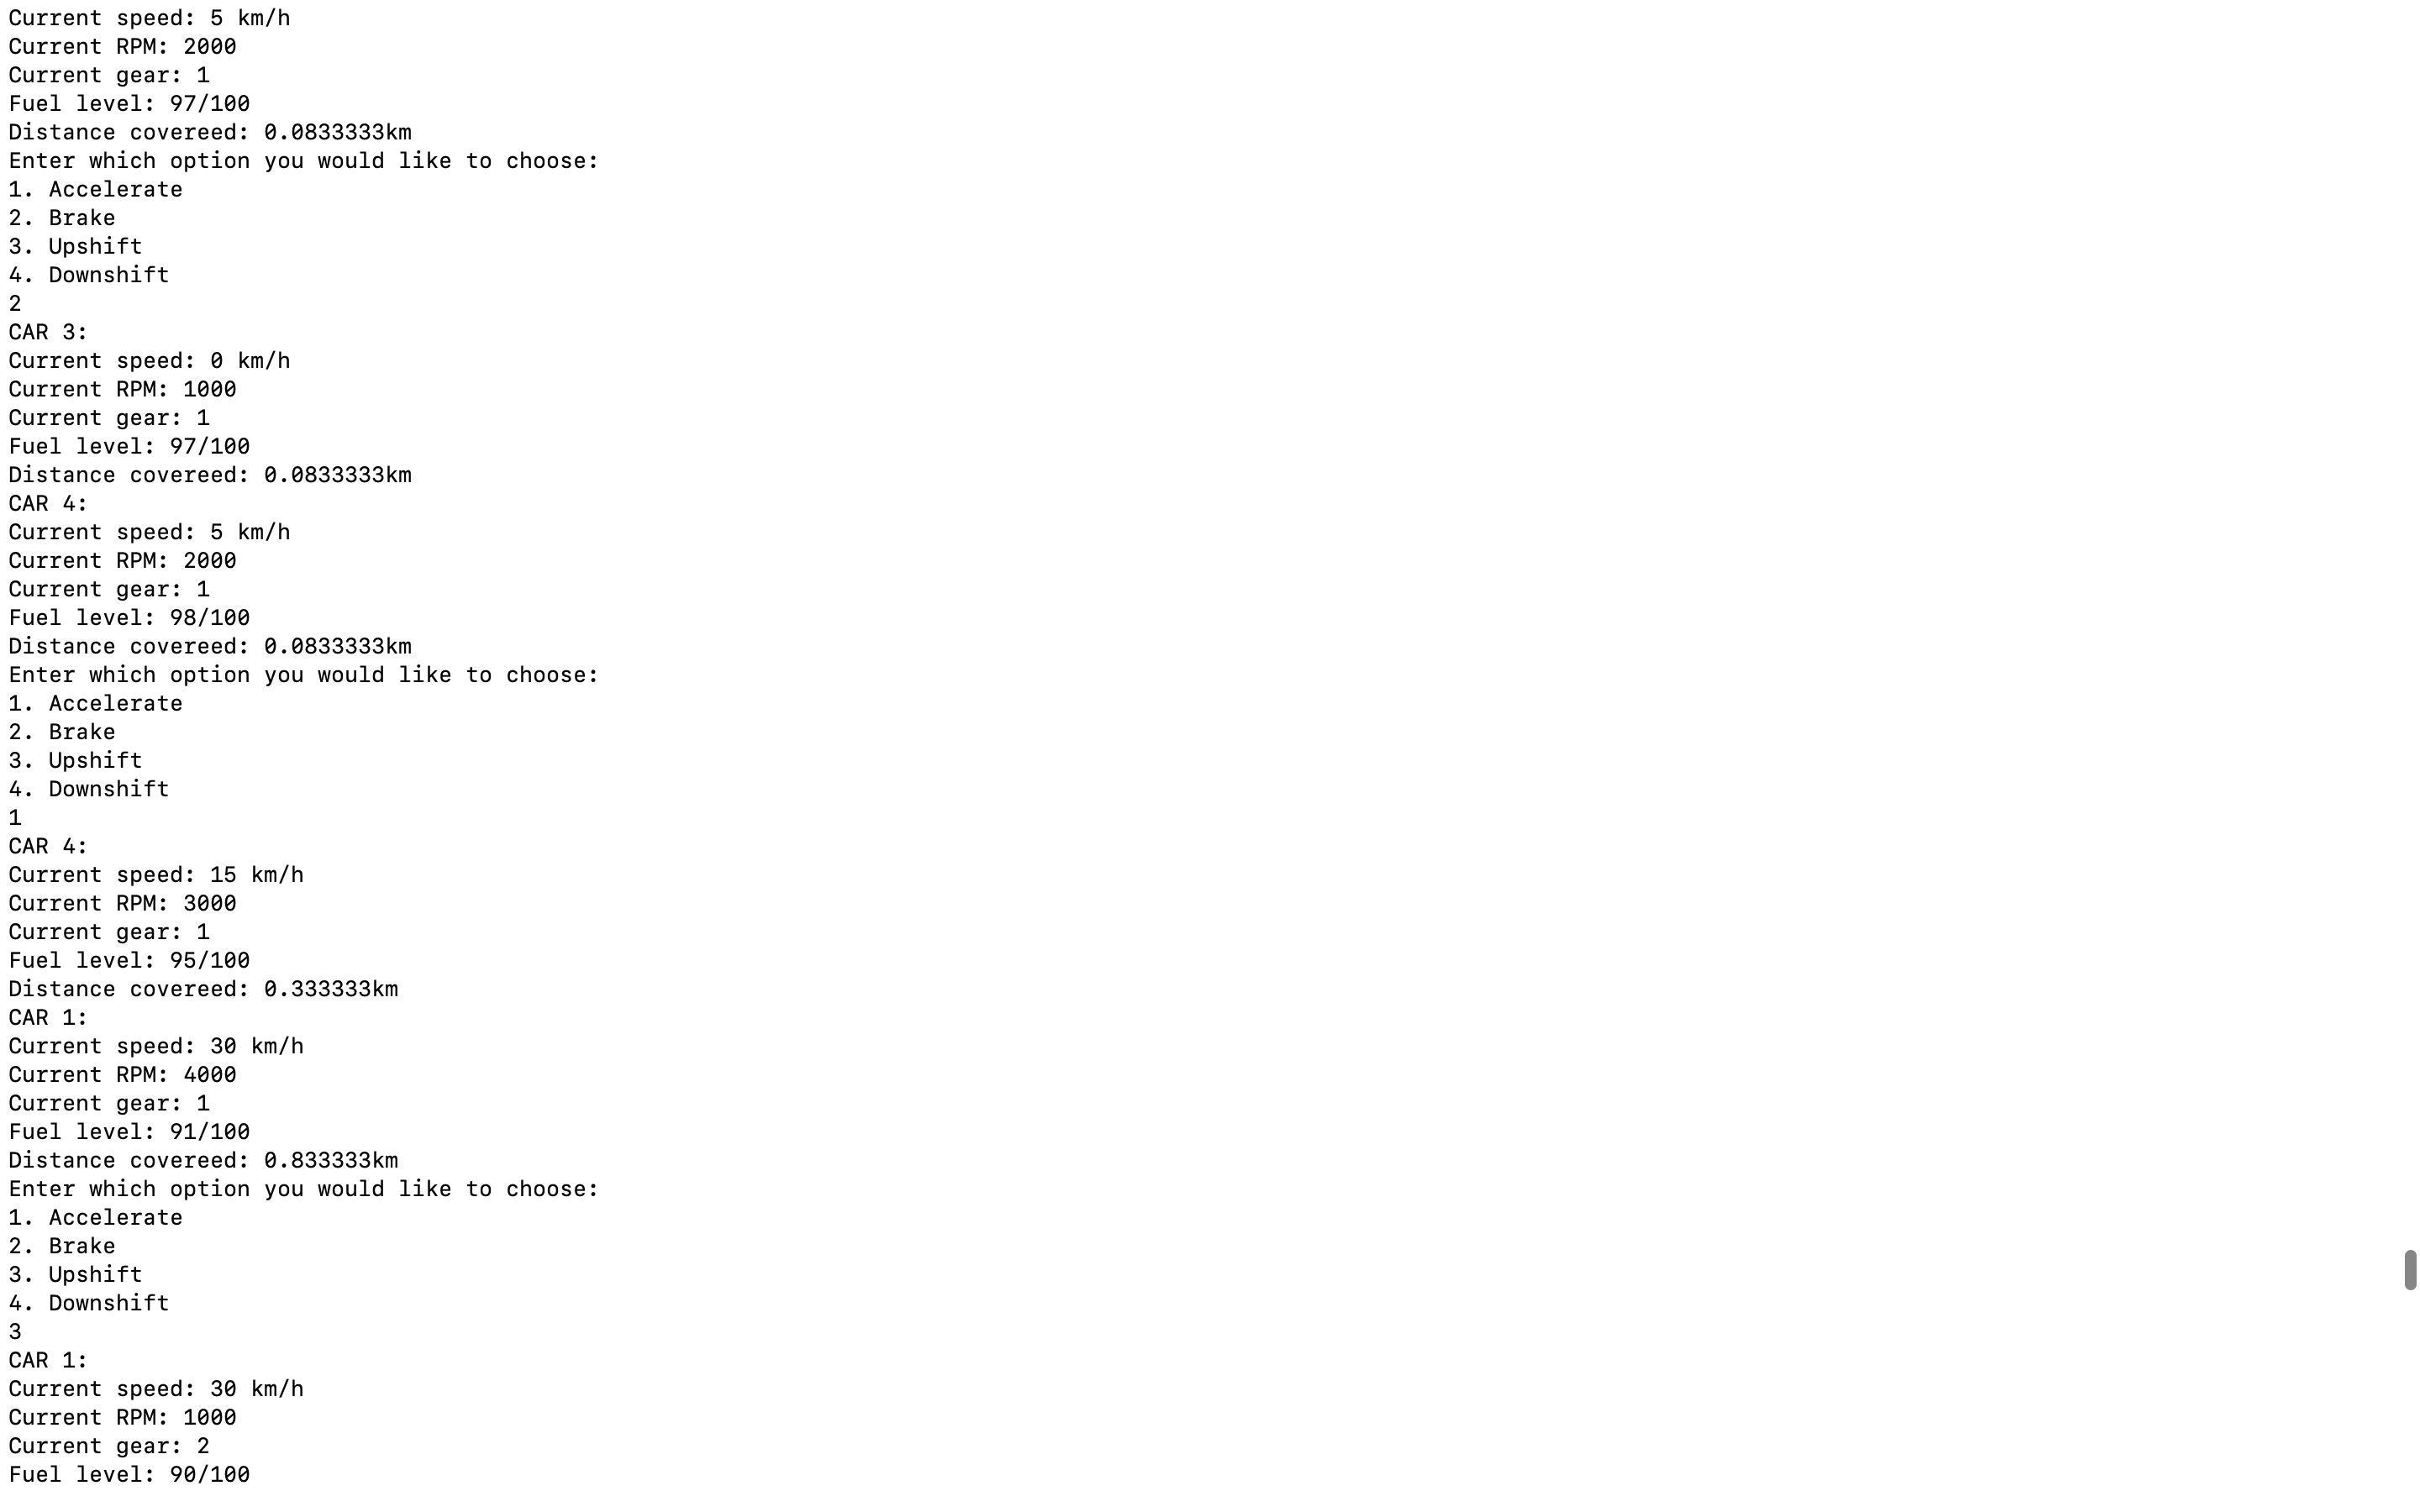 Current speed: 5 km/h
Current RPM: 2000
Current gear: 1
Fuel level: 97/100
Distance covereed: 0.0833333km
Enter which option you would like to choose:
1. Accelerate
2. Brake
3. Upshift
4. Downshift
2
CAR 3:
Current speed: 0 km/h
Current RPM: 1000
Current gear: 1
Fuel level: 97/100
Distance covereed: 0.0833333km
CAR 4:
Current speed: 5 km/h
Current RPM: 2000
Current gear: 1
Fuel level: 98/100
Distance covereed: 0.0833333km
Enter which option you would like to choose:
1. Accelerate
2. Brake
3. Upshift
4. Downshift
1
CAR 4:
Current speed: 15 km/h
Current RPM: 3000
Current gear: 1
Fuel level: 95/100
Distance covereed: 0.333333km
CAR 1:
Current speed: 30 km/h
Current RPM: 4000
Current gear: 1
Fuel level: 91/100
Distance covereed: 0.833333km
Enter which option you would like to choose:
1. Accelerate
2. Brake
3. Upshift
4. Downshift
3
CAR 1:
Current speed: 30 km/h
Current RPM: 1000
Current gear: 2
Fuel level: 90/100